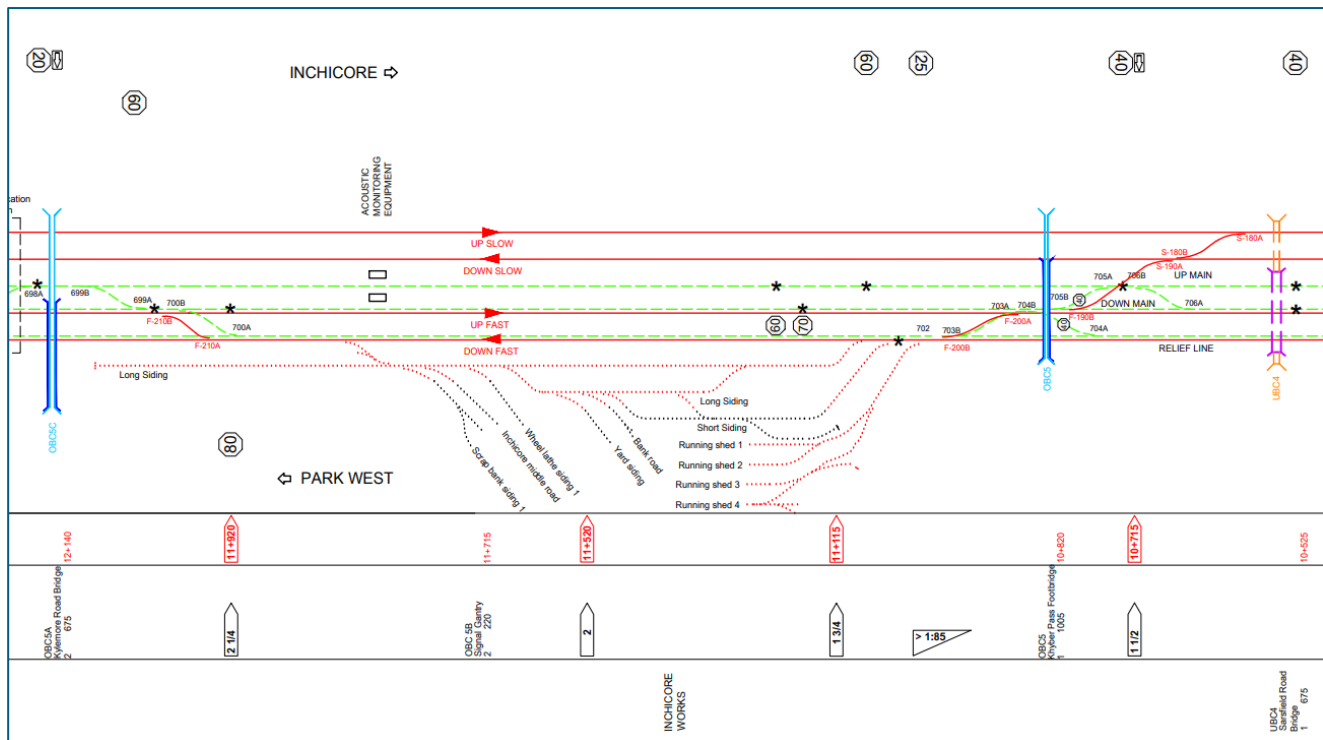 20
60
INCHICORE
60
25
40
40
ACOUSTIC
MONITORING
EQUIPMENT
cation
UP SLOW
S-180A
DOWN SLOW
S-180B
S-190A
698A
699B
699A
700B
705A
706B
UP MAIN
705B
DOWN MAIN
706A
F-210B
700A
UP FAST
60
70
702
703A
704B
703B
F-200A
F-190B
704A
F-210A
DOWN FAST
F-200B
RELIEF LINE
Long Siding
Long Siding
Short Siding
Running shed 1
Running shed 2
Running shed 3
Running shed 4
Scrap bank siding 1
Inchicore middle road
Wheel lathe siding 1
Yard siding
Bank road
OBC5C
OBC5
UBC4
80
PARK WEST
12+140
11+920
11+715
11+520
11+115
10+820
10+715
10+525
OBC5A
Kylemore Road Bridge
2 675
2 1/4
OBC 5B
Signal Gantry
2 220
2
1 3/4
> 1:85
OBC5
Khyber Pass Footbridge
1 1005
1 1/2
INCHICORE
WORKS
UBC4
Sarsfield Road
Bridge
1 675